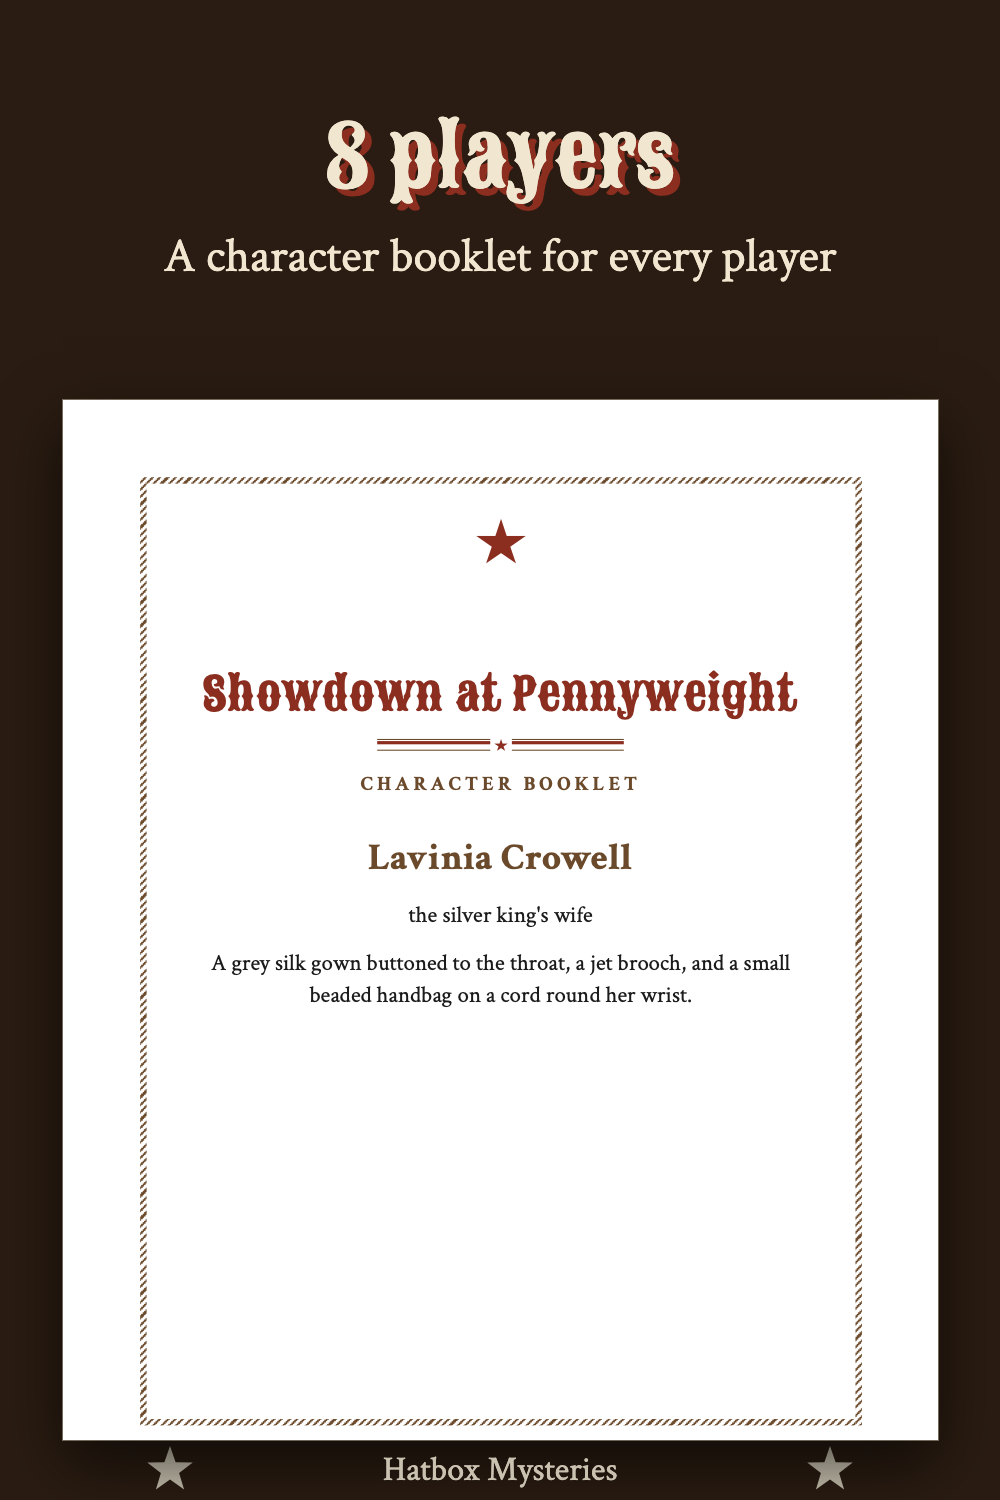 8 players
A character booklet for every player
Showdown at Pennyweight
CHARACTER BOOKLET
Lavinia Crowell
the silver king's wife
A grey silk gown buttoned to the throat, a jet brooch, and a small
beaded handbag on a cord round her wrist.
Hatbox Mysteries